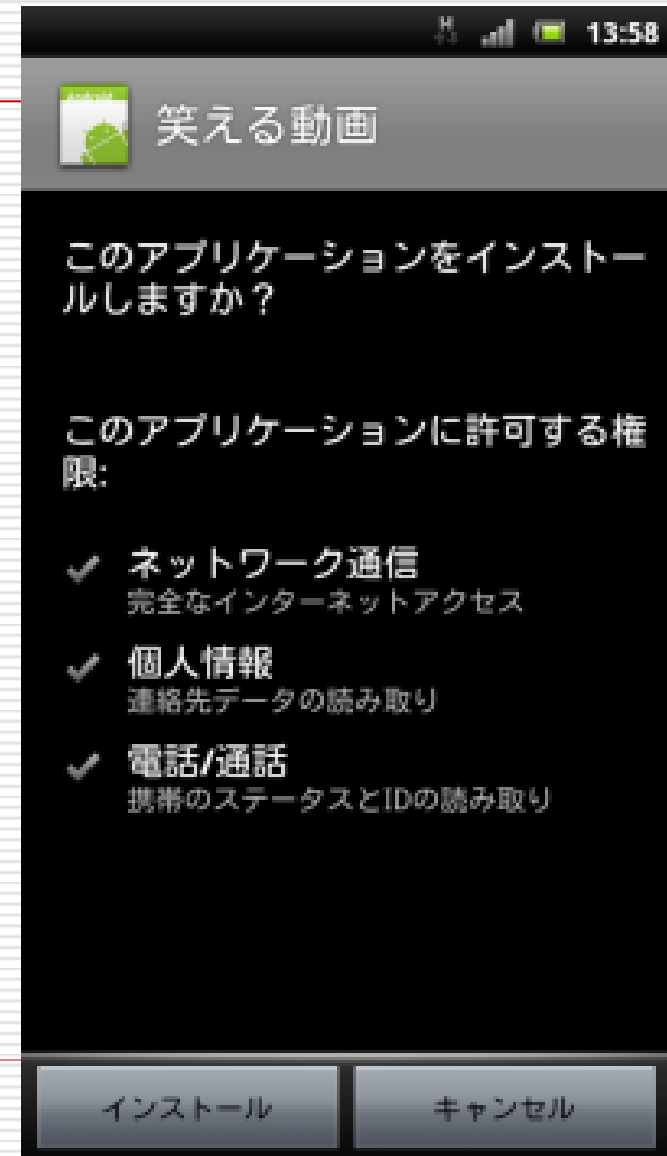 H
13:58
Android
笑える動画
このアプリケーションをインストー
ルしますか？
このアプリケーションに許可する権
限:
ネットワーク通信
完全なインターネットアクセス
個人情報
連絡先データの読み取り
電話/通話
携帯のステータスとIDの読み取り
インストール
キャンセル